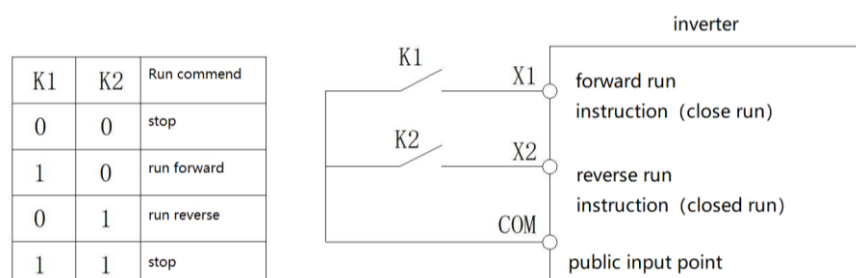 inverter
K1 K2 Run commend
0 0 stop
1 0 run forward
0 1 run reverse
1 1 stop
K1 X1 forward run
instruction（close run）
K2 X2 reverse run
instruction（closed run）
COM
public input point